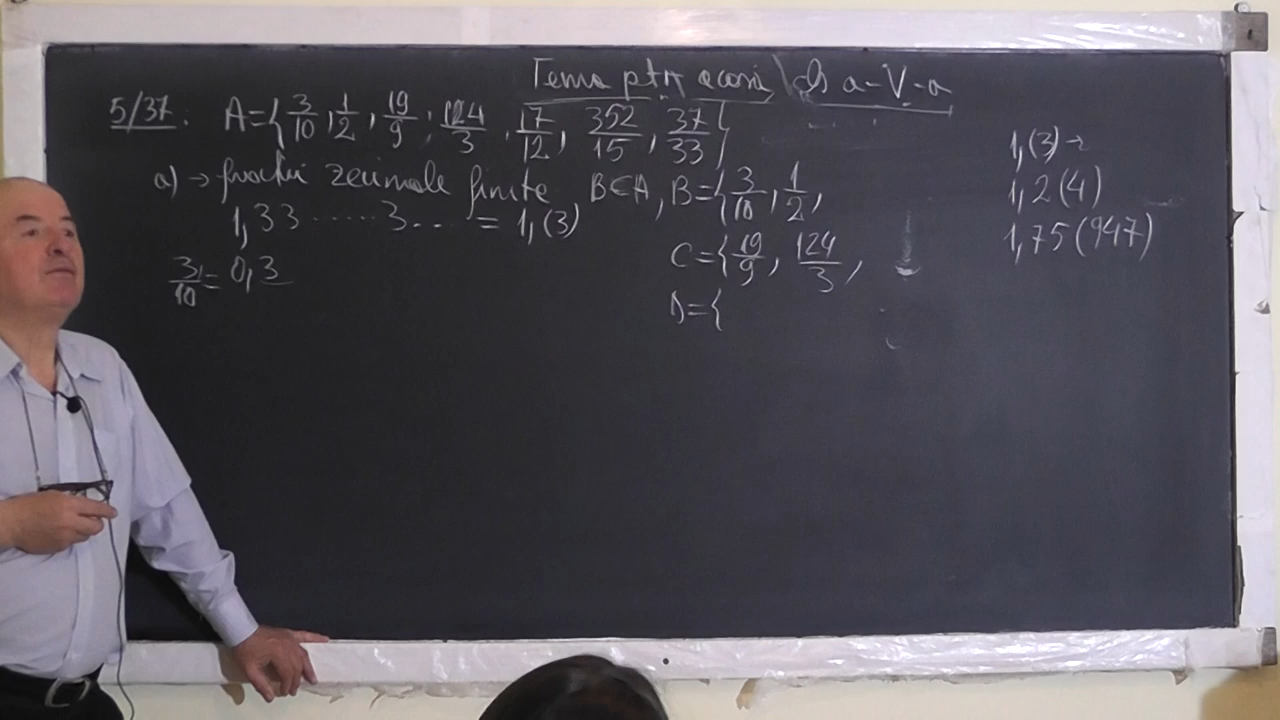 Tema ptr acasă cls a-V-a
5/37. A={3/10, 1/2, 19/9, 124/3, 17/12, 352/15, 37/33}
a) → fracții zecimale finite B⊂A, B={3/10, 1/2,
1,33.....3... = 1,(3)
C={19/9, 124/3,
3/10 = 0,3
D={
1,(3)
1,2(4)
1,75(947)